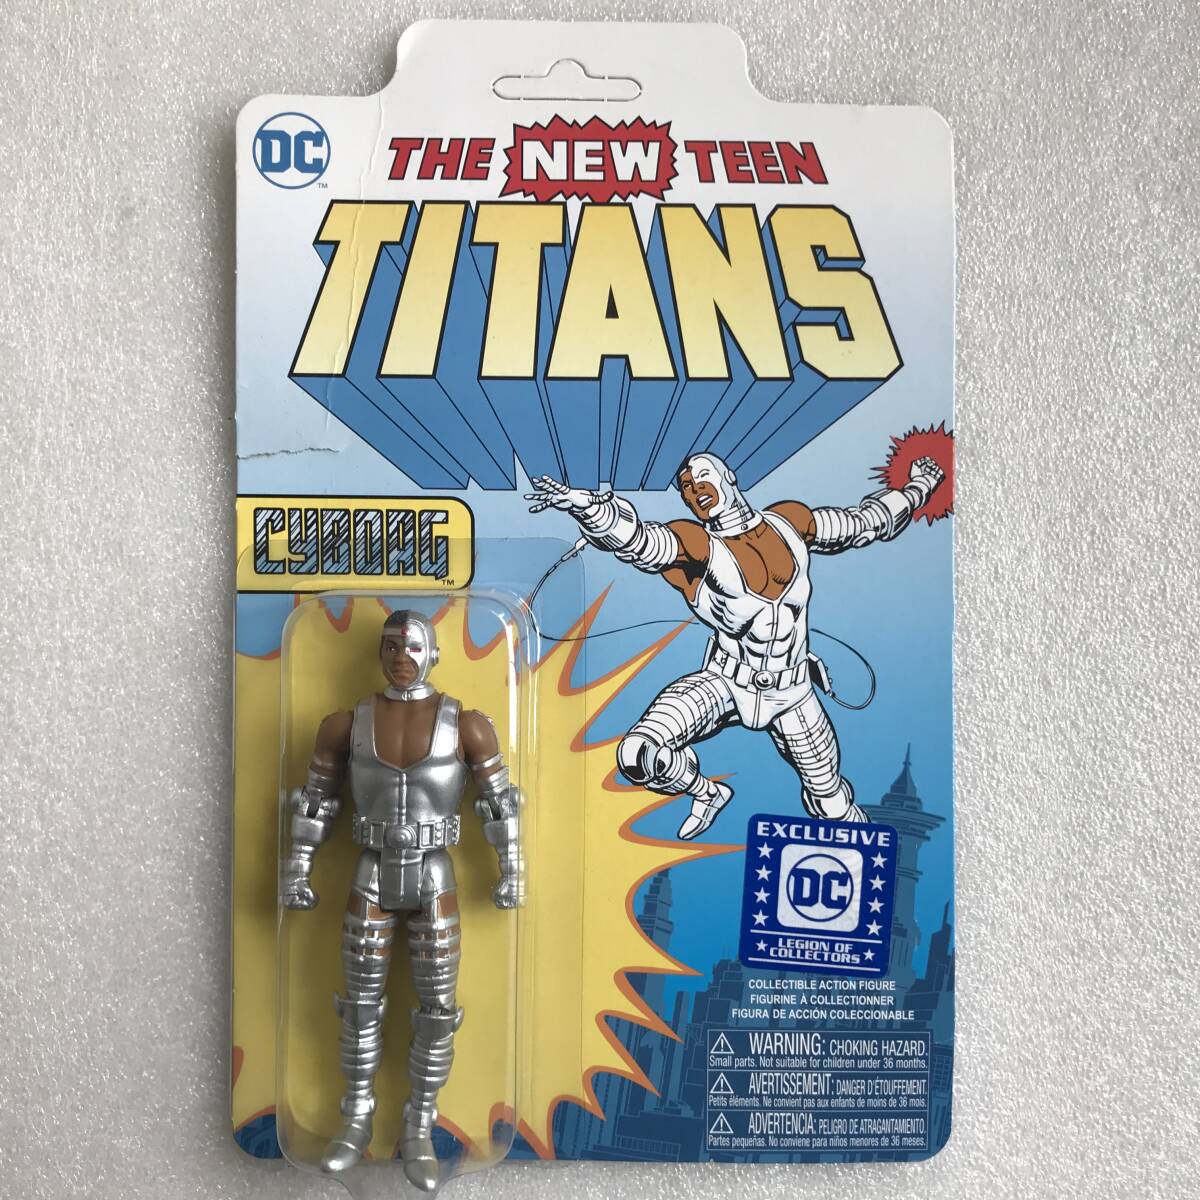 DC™
THE NEW TEEN
TITANS
CYBORG™
EXCLUSIVE
DC
LEGION OF
COLLECTORS
COLLECTIBLE ACTION FIGURE
FIGURINE À COLLECTIONNER
FIGURA DE ACCIÓN COLECCIONABLE
WARNING: CHOKING HAZARD.
Small parts. Not suitable for children under 36 months.
AVERTISSEMENT: DANGER D'ÉTOUFFEMENT.
Petits éléments. Ne convient pas aux enfants de moins de 36 mois.
ADVERTENCIA: PELIGRO DE ATRAGANTAMIENTO.
Partes pequeñas. No conviene para niños menores de 36 meses.